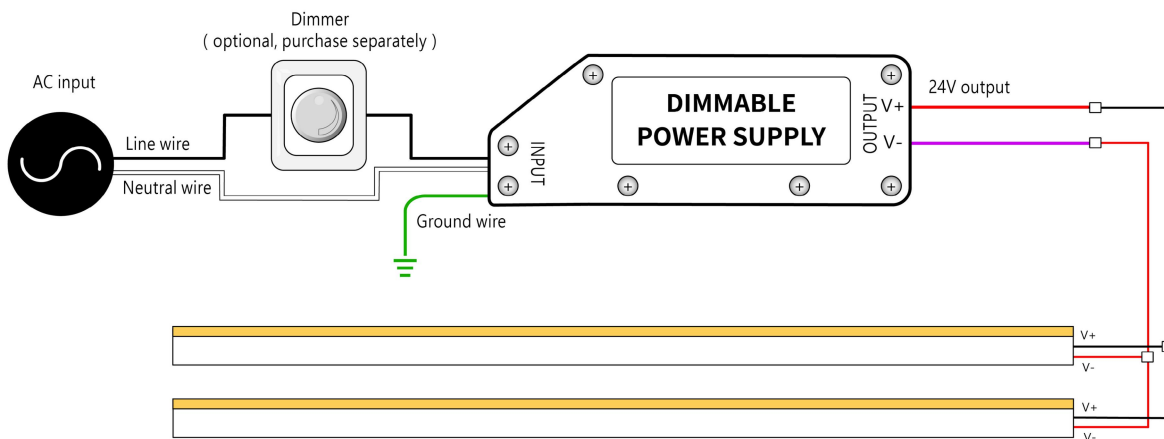 Dimmer
( optional, purchase separately )
AC input
Line wire
Neutral wire
Ground wire
INPUT
DIMMABLE
POWER SUPPLY
OUTPUT
V+
V-
24V output
V+
V-
V+
V-